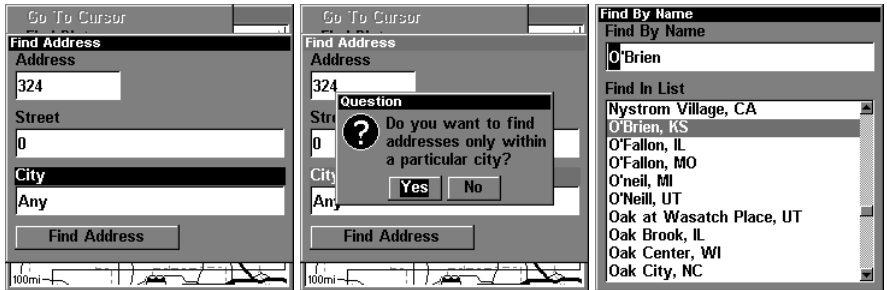 Go To Cursor
Find Address
Address
324
Street
0
City
Any
Find Address
100mi
Go To Cursor
Find Address
Address
324
Question
Do you want to find
addresses only within
a particular city?
Yes No
0
Any
Find Address
100mi
Find By Name
Find By Name
O'Brien
Find In List
Nystrom Village, CA
O'Brien, KS
O'Fallon, IL
O'Fallon, MO
O'neil, MI
O'Neill, UT
Oak at Wasatch Place, UT
Oak Brook, IL
Oak Center, WI
Oak City, NC